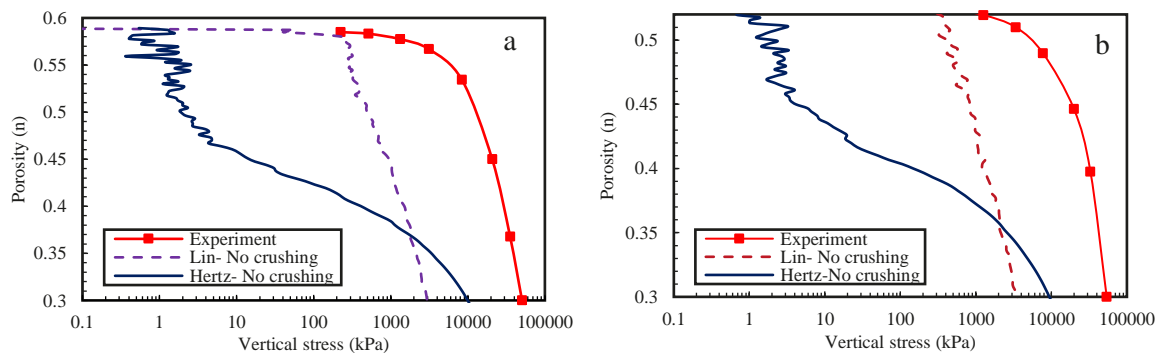 0.6
0.55
0.5
0.45
0.4
0.35
0.3
Porosity (n)
a
Experiment
Lin- No crushing
Hertz- No crushing
0.1 1 10 100 1000 10000 100000
Vertical stress (kPa)
0.5
0.45
0.4
0.35
0.3
Porosity (n)
b
Experiment
Lin- No crushing
Hertz-No crushing
0.1 1 10 100 1000 10000 100000
Vertical stress (kPa)